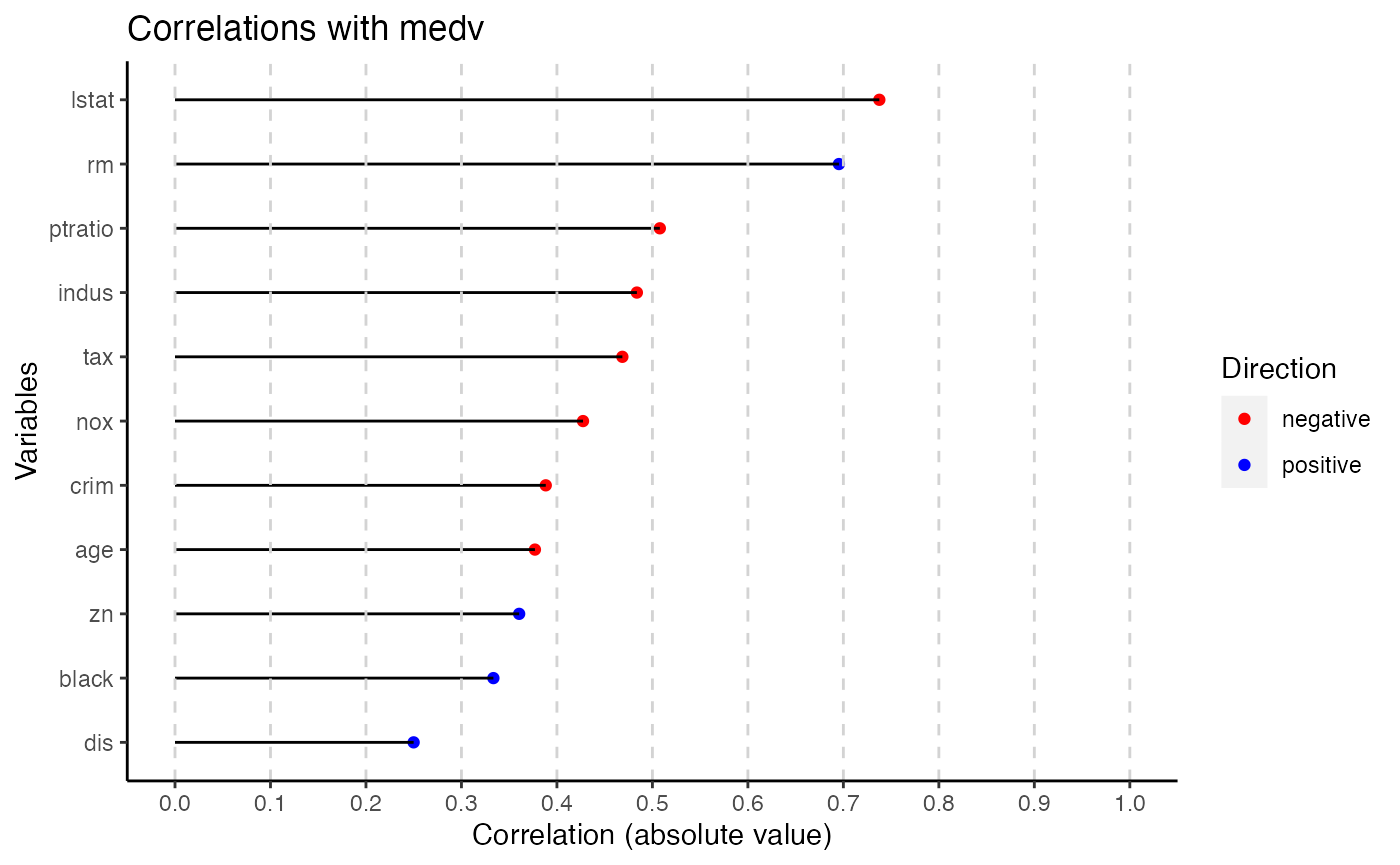 Correlations with medv
lstat
rm
ptratio
indus
tax
nox
crim
age
zn
black
dis
Variables
0.0 0.1 0.2 0.3 0.4 0.5 0.6 0.7 0.8 0.9 1.0
Correlation (absolute value)
Direction
negative
positive